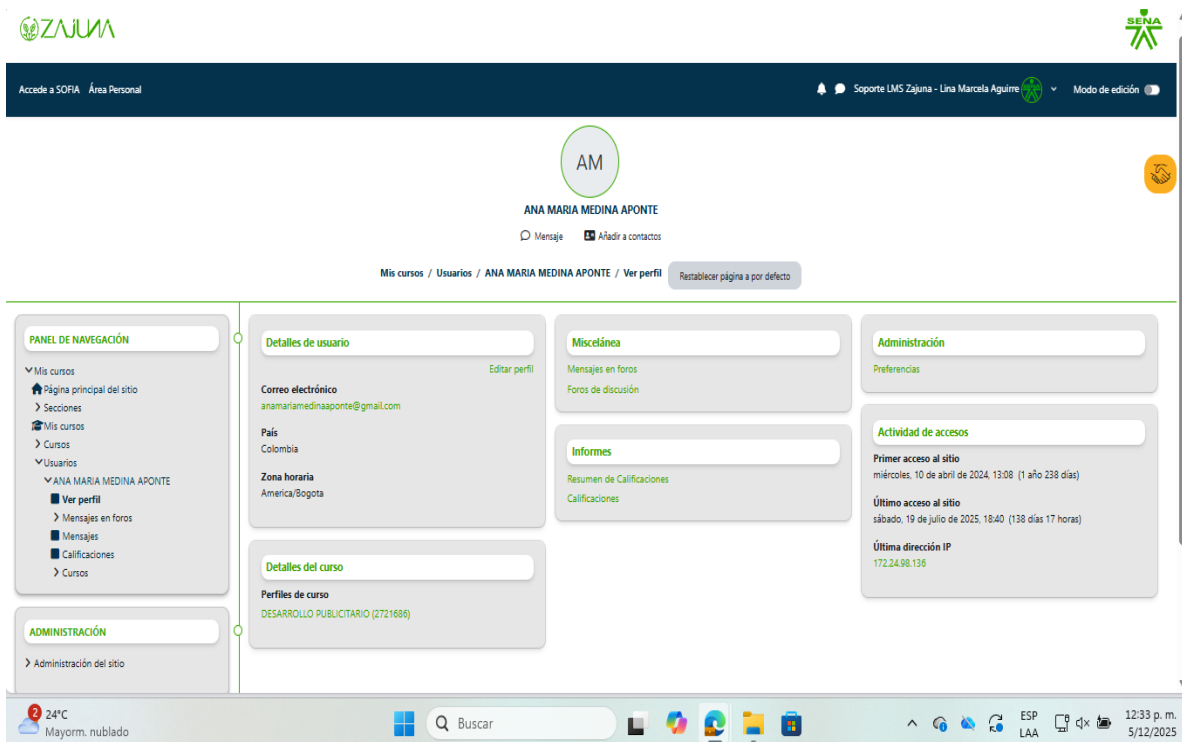 ZAJUNA
SENA
Accede a SOFIA Área Personal
Soporte LMS Zajuna - Lina Marcela Aguirre
Modo de edición
AM
ANA MARIA MEDINA APONTE
Mensaje Añadir a contactos
Mis cursos / Usuarios / ANA MARIA MEDINA APONTE / Ver perfil Restablecer página a por defecto
PANEL DE NAVEGACIÓN
Mis cursos
Página principal del sitio
Secciones
Mis cursos
Cursos
Usuarios
ANA MARIA MEDINA APONTE
Ver perfil
Mensajes en foros
Mensajes
Calificaciones
Cursos
ADMINISTRACIÓN
Administración del sitio
Detalles de usuario
Editar perfil
Correo electrónico
anamariamedinaaponte@gmail.com
País
Colombia
Zona horaria
America/Bogota
Detalles del curso
Perfiles de curso
DESARROLLO PUBLICITARIO (2721686)
Miscelánea
Mensajes en foros
Foros de discusión
Informes
Resumen de Calificaciones
Calificaciones
Administración
Preferencias
Actividad de accesos
Primer acceso al sitio
miércoles, 10 de abril de 2024, 13:08 (1 año 238 días)
Último acceso al sitio
sábado, 19 de julio de 2025, 18:40 (138 días 17 horas)
Última dirección IP
172.24.98.136
2
24°C
Mayorm. nublado
Buscar
ESP
LAA
12:33 p. m.
5/12/2025